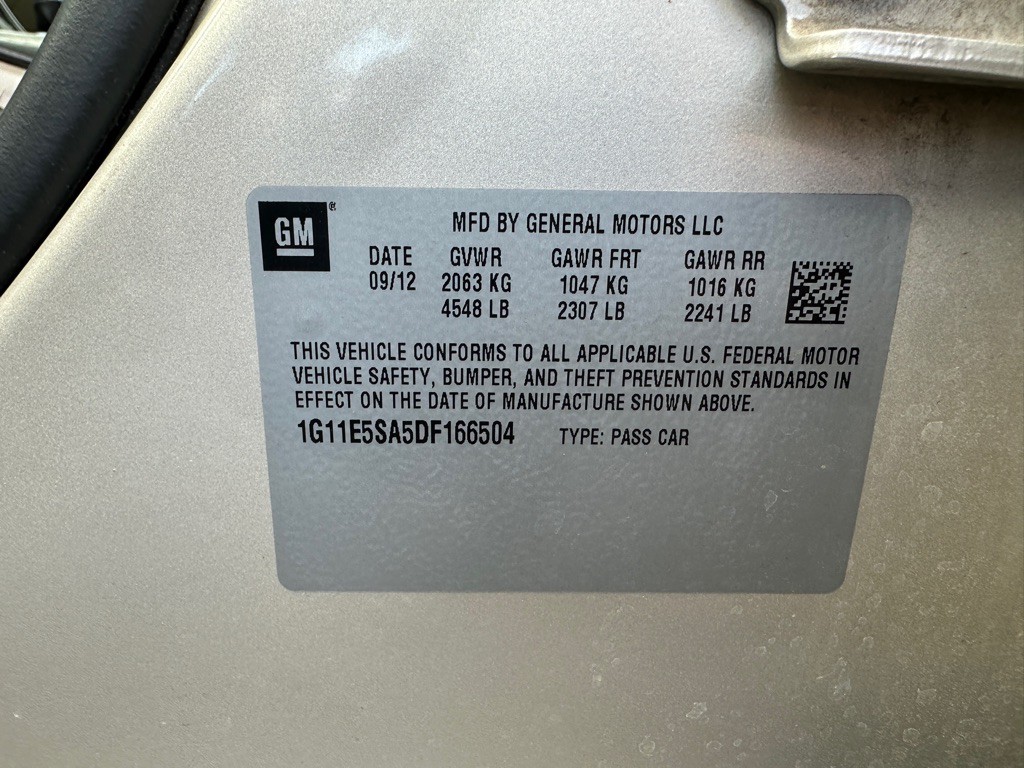 GM®
MFD BY GENERAL MOTORS LLC
DATE GVWR GAWR FRT GAWR RR
09/12 2063 KG 1047 KG 1016 KG
4548 LB 2307 LB 2241 LB
THIS VEHICLE CONFORMS TO ALL APPLICABLE U.S. FEDERAL MOTOR
VEHICLE SAFETY, BUMPER, AND THEFT PREVENTION STANDARDS IN
EFFECT ON THE DATE OF MANUFACTURE SHOWN ABOVE.
1G11E5SA5DF166504 TYPE: PASS CAR